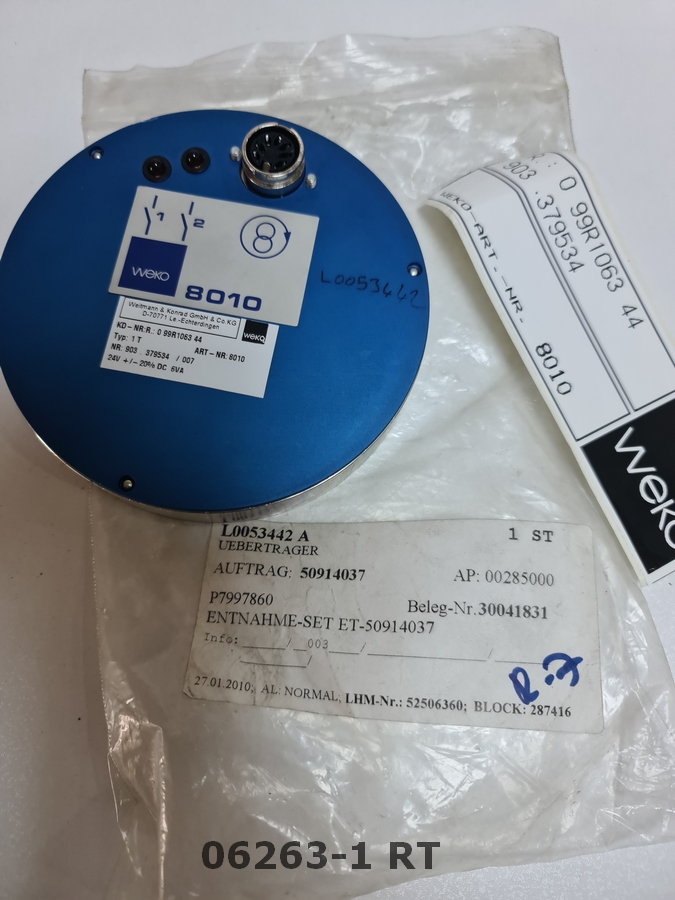 1 2
8
weko
8010
L0053442
Weitmann & Konrad GmbH & Co KG
D-70771 Le.-Echterdingen
weko
KD-NR:R.: 0 99R1063 44
Typ: 1 T ART-NR: 8010
NR: 903 . 379534 / 007
24V +/- 20% DC 6VA
: 0 99R1063 44
903 .379534
WEKO-ART.-NR. 8010
weko
L0053442 A 1 ST
UEBERTRAGER
AUFTRAG: 50914037 AP: 00285000
P7997860 Beleg-Nr.30041831
ENTNAHME-SET ET-50914037
Info: / 003 / / /
/
R-7
27.01.2010; AL: NORMAL; LHM-Nr.: 52506360; BLOCK: 287416
06263-1 RT